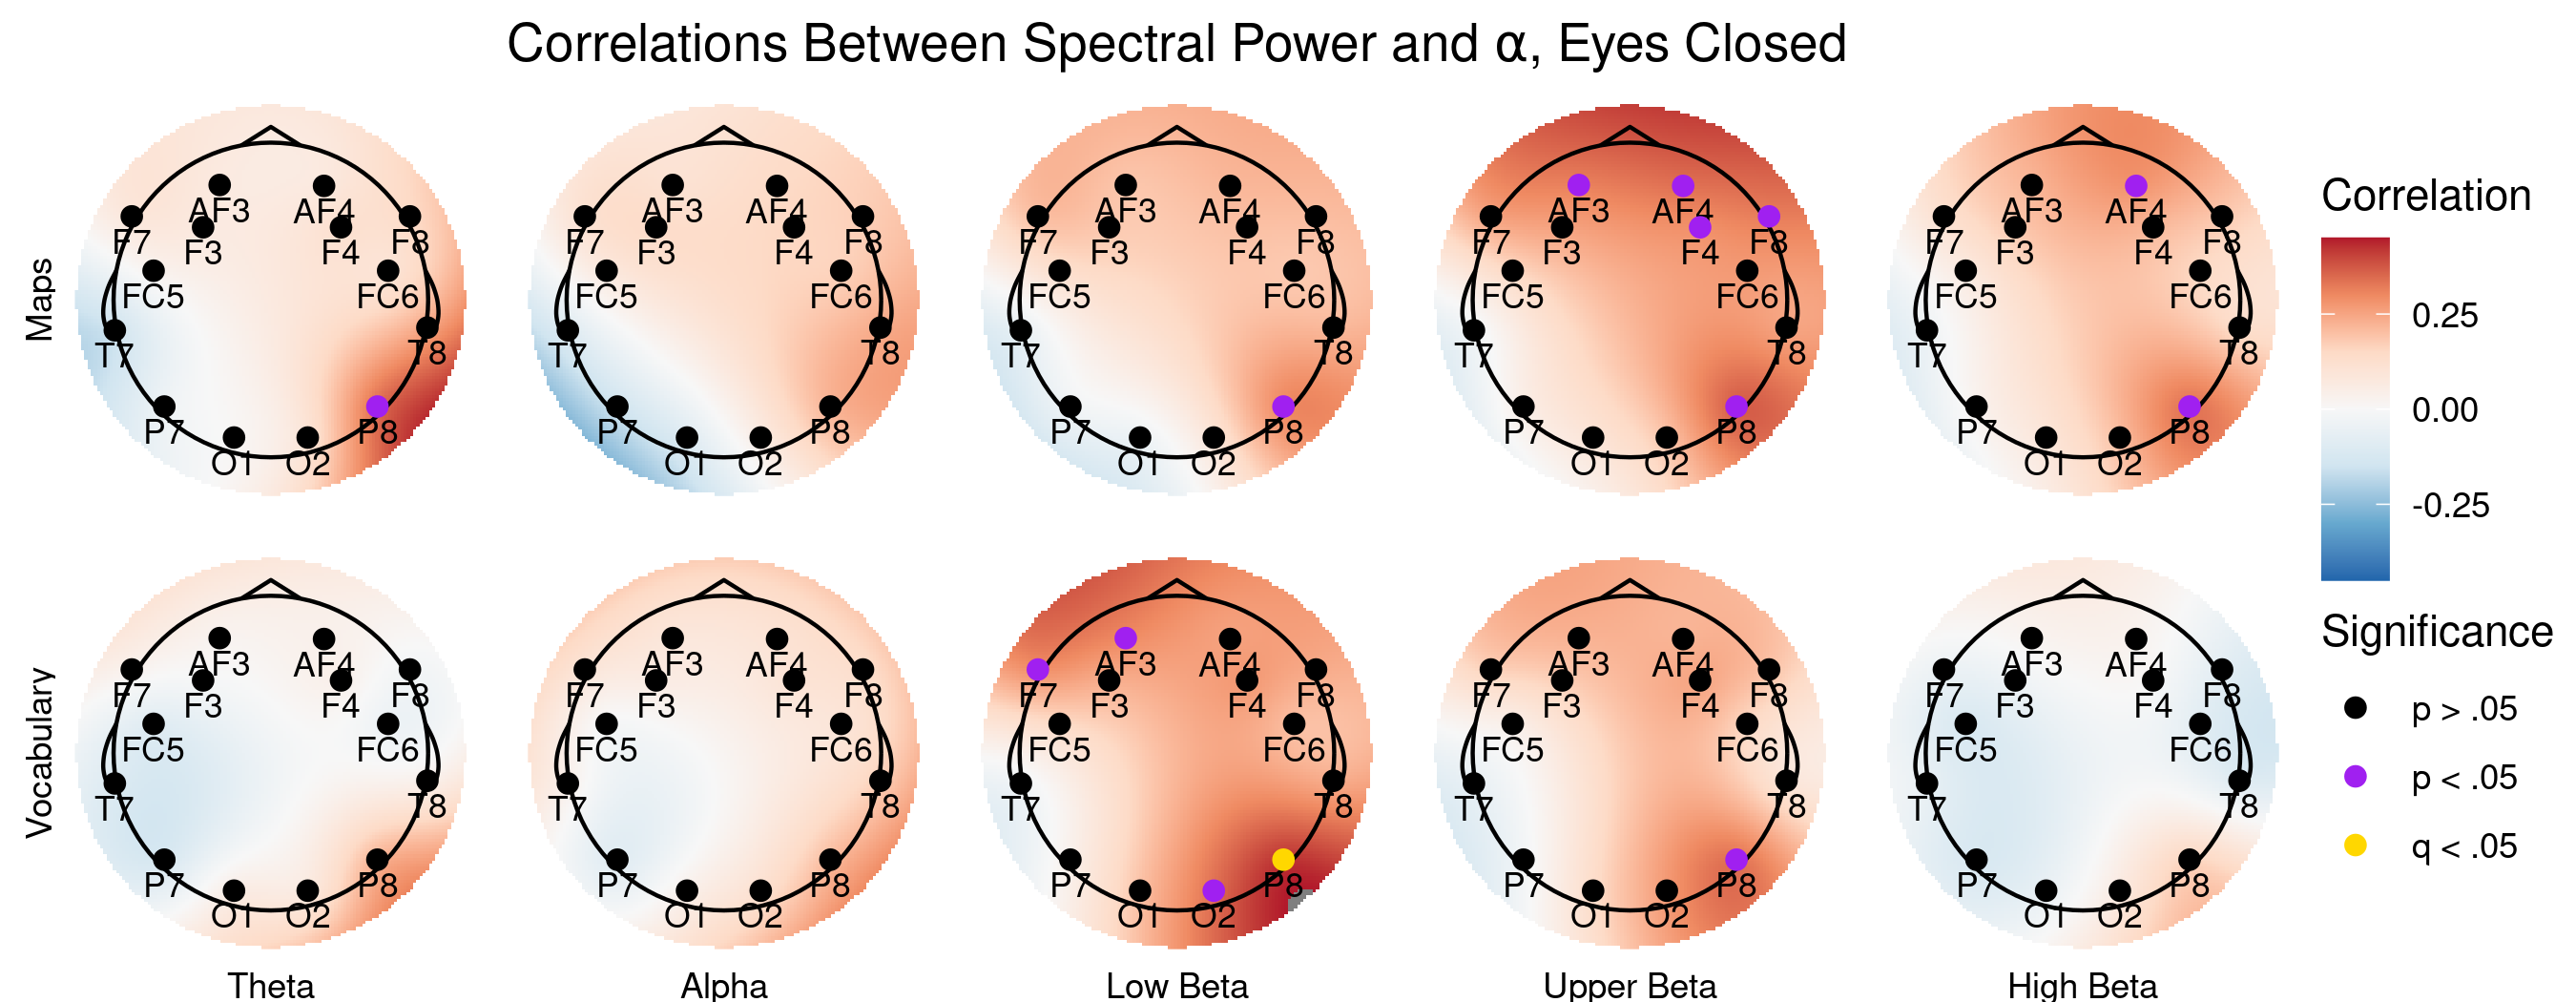 Correlations Between Spectral Power and α, Eyes Closed
Maps
AF3 AF4
F7 F3 F4 F8
FC5 FC6
T7 T8
P7 P8
O1 O2
AF3 AF4
F7 F3 F4 F8
FC5 FC6
T7 T8
P7 P8
O1 O2
AF3 AF4
F7 F3 F4 F8
FC5 FC6
T7 T8
P7 P8
O1 O2
AF3 AF4
F7 F3 F4 F8
FC5 FC6
T7 T8
P7 P8
O1 O2
AF3 AF4
F7 F3 F4 F8
FC5 FC6
T7 T8
P7 P8
O1 O2
Vocabulary
AF3 AF4
F7 F3 F4 F8
FC5 FC6
T7 T8
P7 P8
O1 O2
AF3 AF4
F7 F3 F4 F8
FC5 FC6
T7 T8
P7 P8
O1 O2
AF3 AF4
F7 F3 F4 F8
FC5 FC6
T7 T8
P7 P8
O1 O2
AF3 AF4
F7 F3 F4 F8
FC5 FC6
T7 T8
P7 P8
O1 O2
AF3 AF4
F7 F3 F4 F8
FC5 FC6
T7 T8
P7 P8
O1 O2
Theta Alpha Low Beta Upper Beta High Beta
Correlation
0.25
0.00
-0.25
Significance
p > .05
p < .05
q < .05